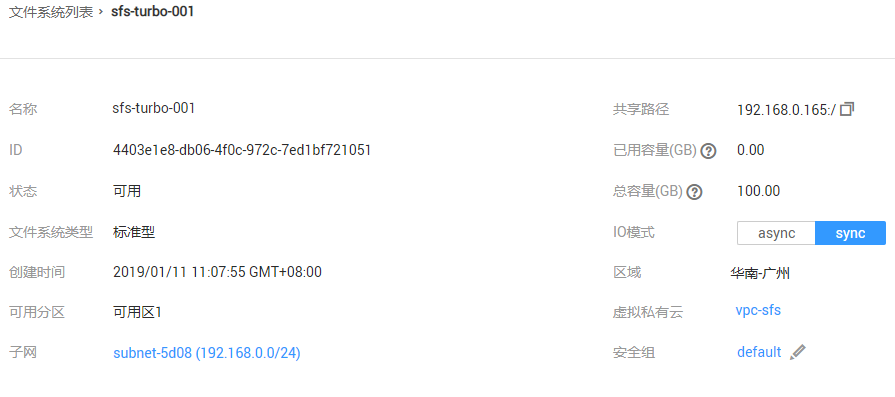 文件系统列表 › sfs-turbo-001
名称 sfs-turbo-001 共享路径 192.168.0.165:/
ID 4403e1e8-db06-4f0c-972c-7ed1bf721051 已用容量(GB) ? 0.00
状态 可用 总容量(GB) ? 100.00
文件系统类型 标准型 IO模式 async sync
创建时间 2019/01/11 11:07:55 GMT+08:00 区域 华南-广州
可用分区 可用区1 虚拟私有云 vpc-sfs
子网 subnet-5d08 (192.168.0.0/24) 安全组 default